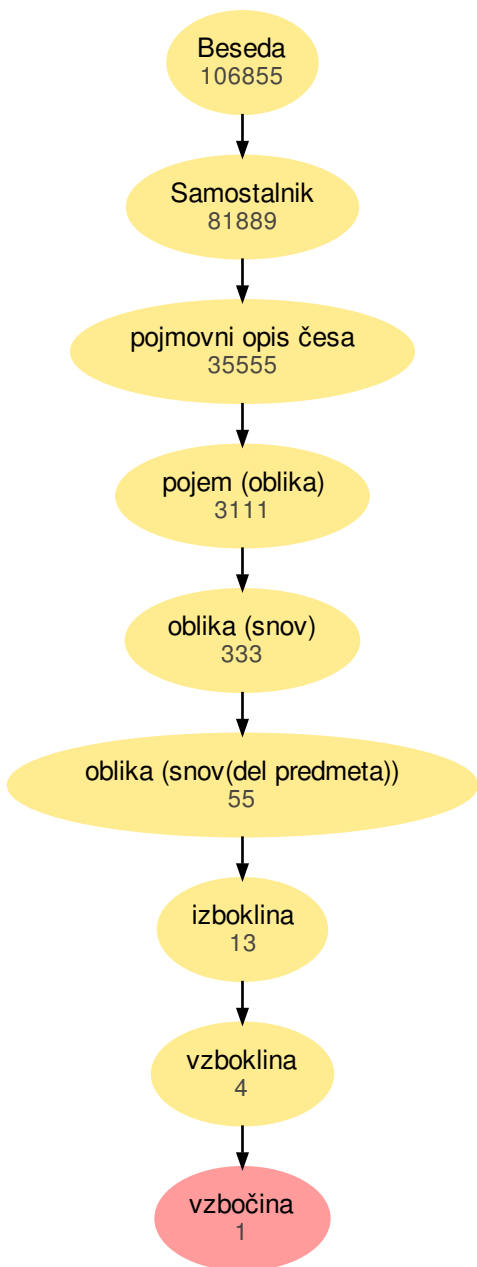 Beseda
106855
Samostalnik
81889
pojmovni opis česa
35555
pojem (oblika)
3111
oblika (snov)
333
oblika (snov(del predmeta))
55
izboklina
13
vzboklina
4
vzbočina
1